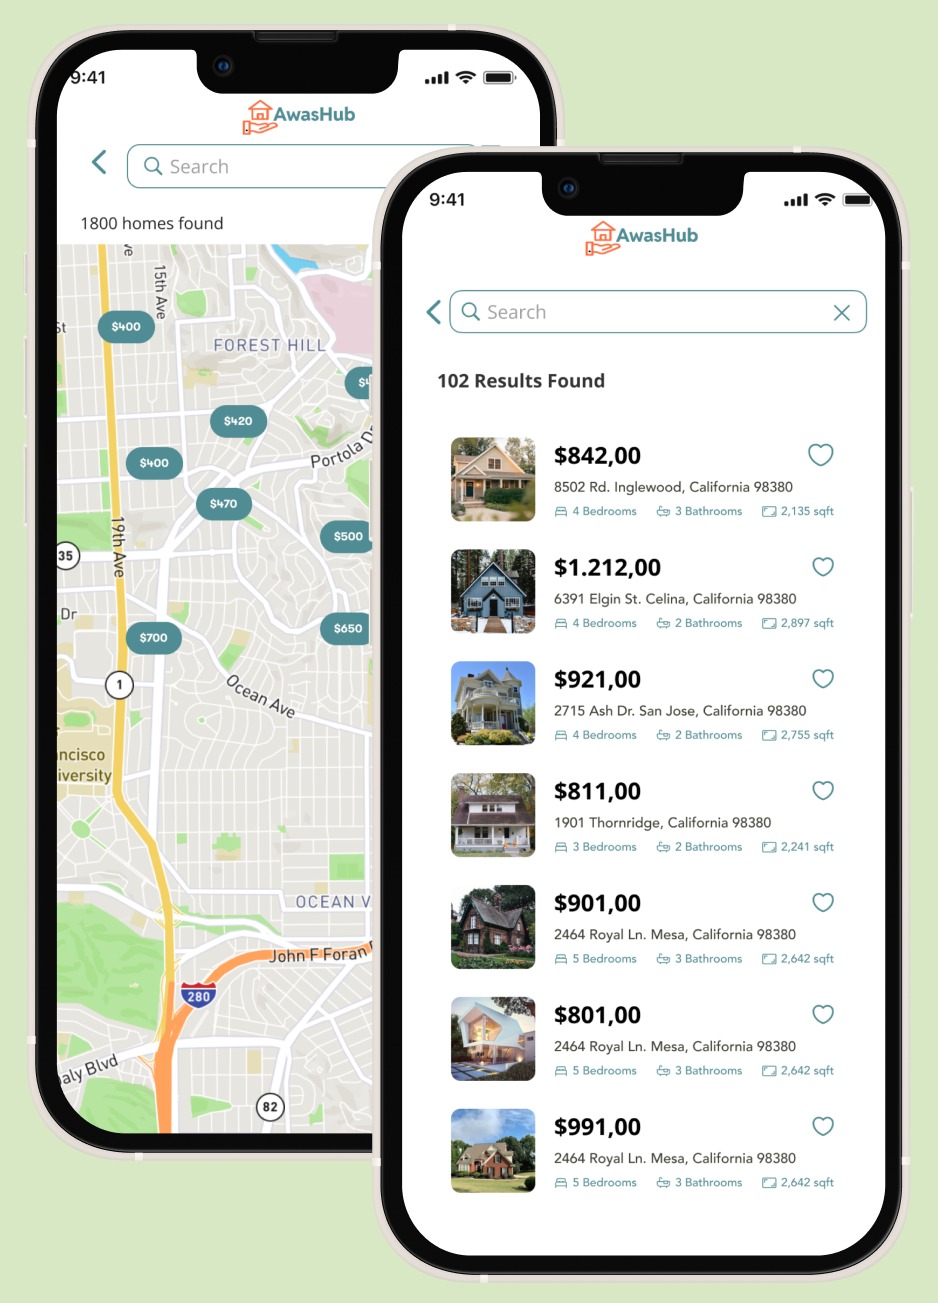 9:41
AwasHub
Search
1800 homes found
15th Ave
$400
FOREST HILL
$420
Portola
$400
$470
19th Ave
$500
35
Dr
$700
$650
1
Ocean Ave
John F Foran
280
82
9:41
AwasHub
Search
102 Results Found
$842,00
8502 Rd. Inglewood, California 98380
4 Bedrooms 3 Bathrooms 2,135 sqft
$1.212,00
6391 Elgin St. Celina, California 98380
4 Bedrooms 2 Bathrooms 2,897 sqft
$921,00
2715 Ash Dr. San Jose, California 98380
4 Bedrooms 2 Bathrooms 2,755 sqft
$811,00
1901 Thornridge, California 98380
3 Bedrooms 2 Bathrooms 2,241 sqft
$901,00
2464 Royal Ln. Mesa, California 98380
5 Bedrooms 3 Bathrooms 2,642 sqft
$801,00
2464 Royal Ln. Mesa, California 98380
5 Bedrooms 3 Bathrooms 2,642 sqft
$991,00
2464 Royal Ln. Mesa, California 98380
5 Bedrooms 3 Bathrooms 2,642 sqft